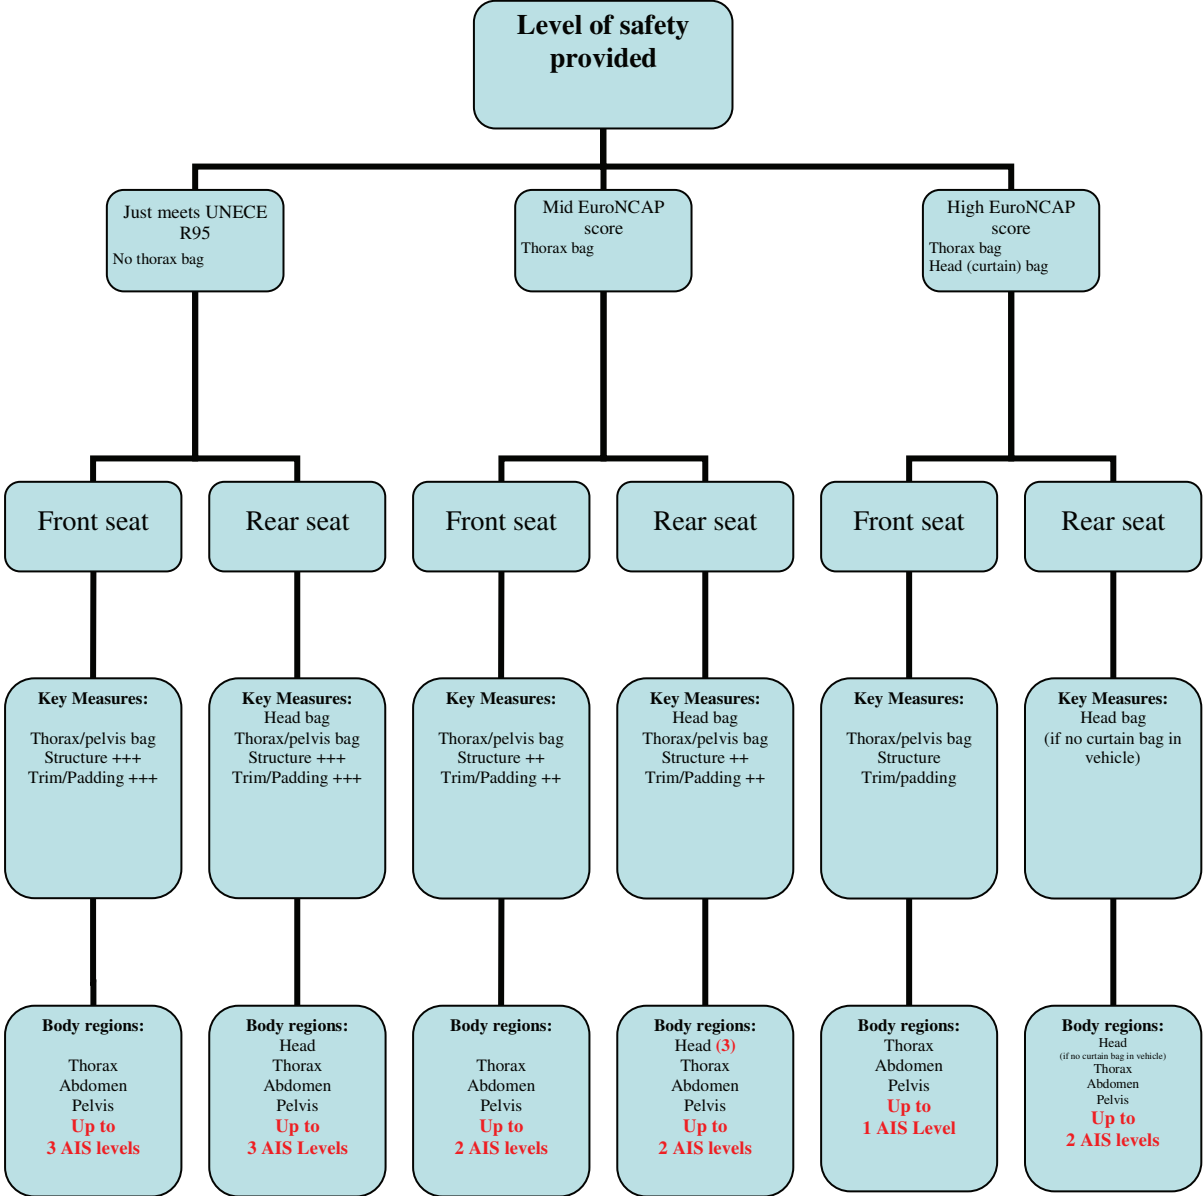 Level of safety
provided
Just meets UNECE
R95
No thorax bag
Mid EuroNCAP
score
Thorax bag
High EuroNCAP
score
Thorax bag
Head (curtain) bag
Front seat
Rear seat
Front seat
Rear seat
Front seat
Rear seat
Key Measures:
Thorax/pelvis bag
Structure +++
Trim/Padding +++
Key Measures:
Head bag
Thorax/pelvis bag
Structure +++
Trim/Padding +++
Key Measures:
Thorax/pelvis bag
Structure ++
Trim/Padding ++
Key Measures:
Head bag
Thorax/pelvis bag
Structure ++
Trim/Padding ++
Key Measures:
Thorax/pelvis bag
Structure
Trim/padding
Key Measures:
Head bag
(if no curtain bag in
vehicle)
Body regions:
Thorax
Abdomen
Pelvis
Up to
3 AIS levels
Body regions:
Head
Thorax
Abdomen
Pelvis
Up to
3 AIS Levels
Body regions:
Thorax
Abdomen
Pelvis
Up to
2 AIS levels
Body regions:
Head (3)
Thorax
Abdomen
Pelvis
Up to
2 AIS levels
Body regions:
Thorax
Abdomen
Pelvis
Up to
1 AIS Level
Body regions:
Head
(if no curtain bag in vehicle)
Thorax
Abdomen
Pelvis
Up to
2 AIS levels